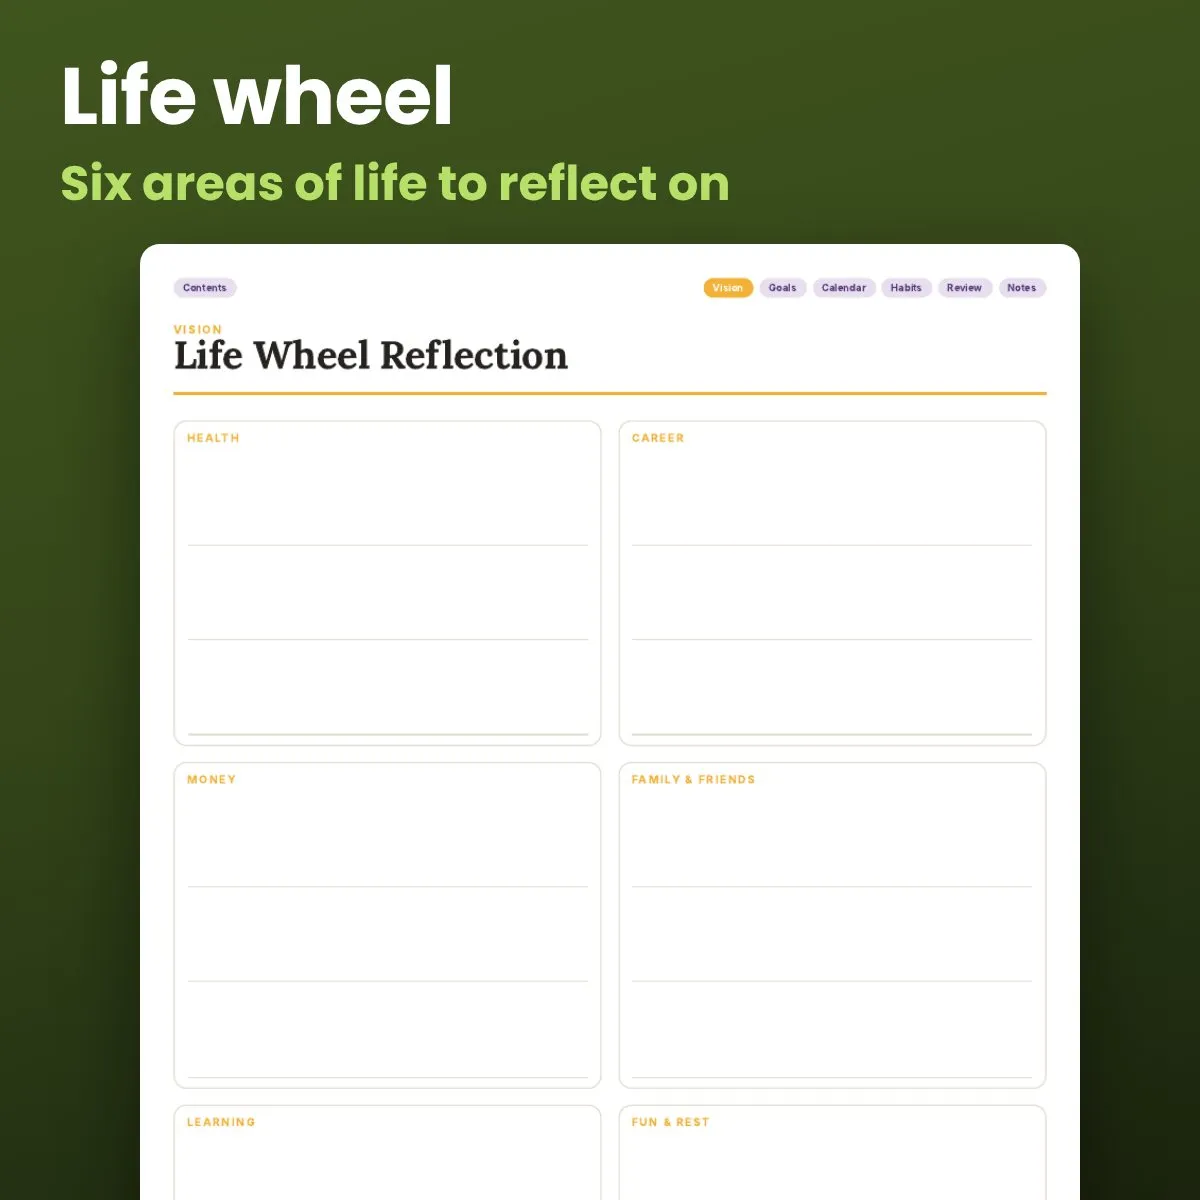 Life wheel
Six areas of life to reflect on
Contents
Vision Goals Calendar Habits Review Notes
VISION
Life Wheel Reflection
HEALTH
CAREER
MONEY
FAMILY & FRIENDS
LEARNING
FUN & REST